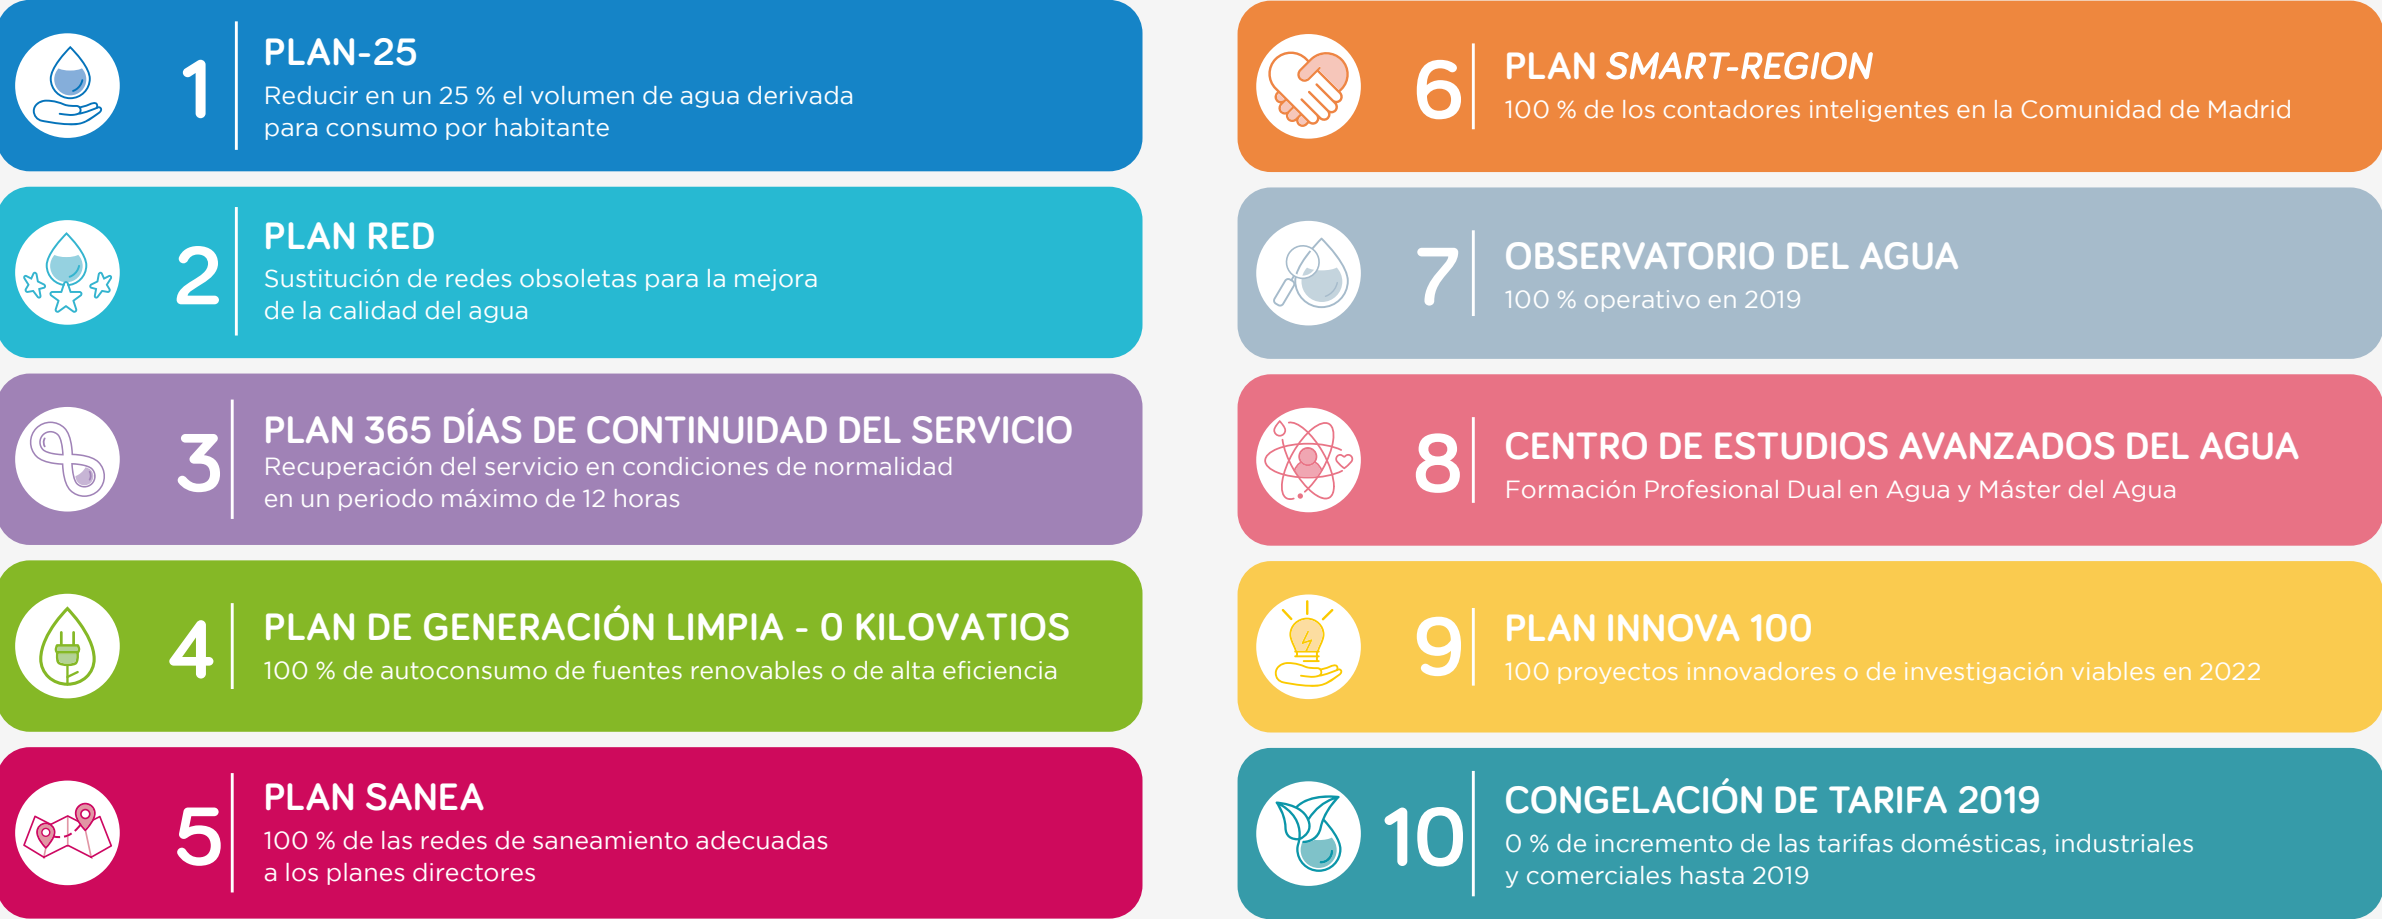 1
PLAN-25
Reducir en un 25 % el volumen de agua derivada
para consumo por habitante
2
PLAN RED
Sustitución de redes obsoletas para la mejora
de la calidad del agua
3
PLAN 365 DÍAS DE CONTINUIDAD DEL SERVICIO
Recuperación del servicio en condiciones de normalidad
en un periodo máximo de 12 horas
4
PLAN DE GENERACIÓN LIMPIA - 0 KILOVATIOS
100 % de autoconsumo de fuentes renovables o de alta eficiencia
5
PLAN SANEA
100 % de las redes de saneamiento adecuadas
a los planes directores
6
PLAN SMART-REGION
100 % de los contadores inteligentes en la Comunidad de Madrid
7
OBSERVATORIO DEL AGUA
100 % operativo en 2019
8
CENTRO DE ESTUDIOS AVANZADOS DEL AGUA
Formación Profesional Dual en Agua y Máster del Agua
9
PLAN INNOVA 100
100 proyectos innovadores o de investigación viables en 2022
10
CONGELACIÓN DE TARIFA 2019
0 % de incremento de las tarifas domésticas, industriales
y comerciales hasta 2019